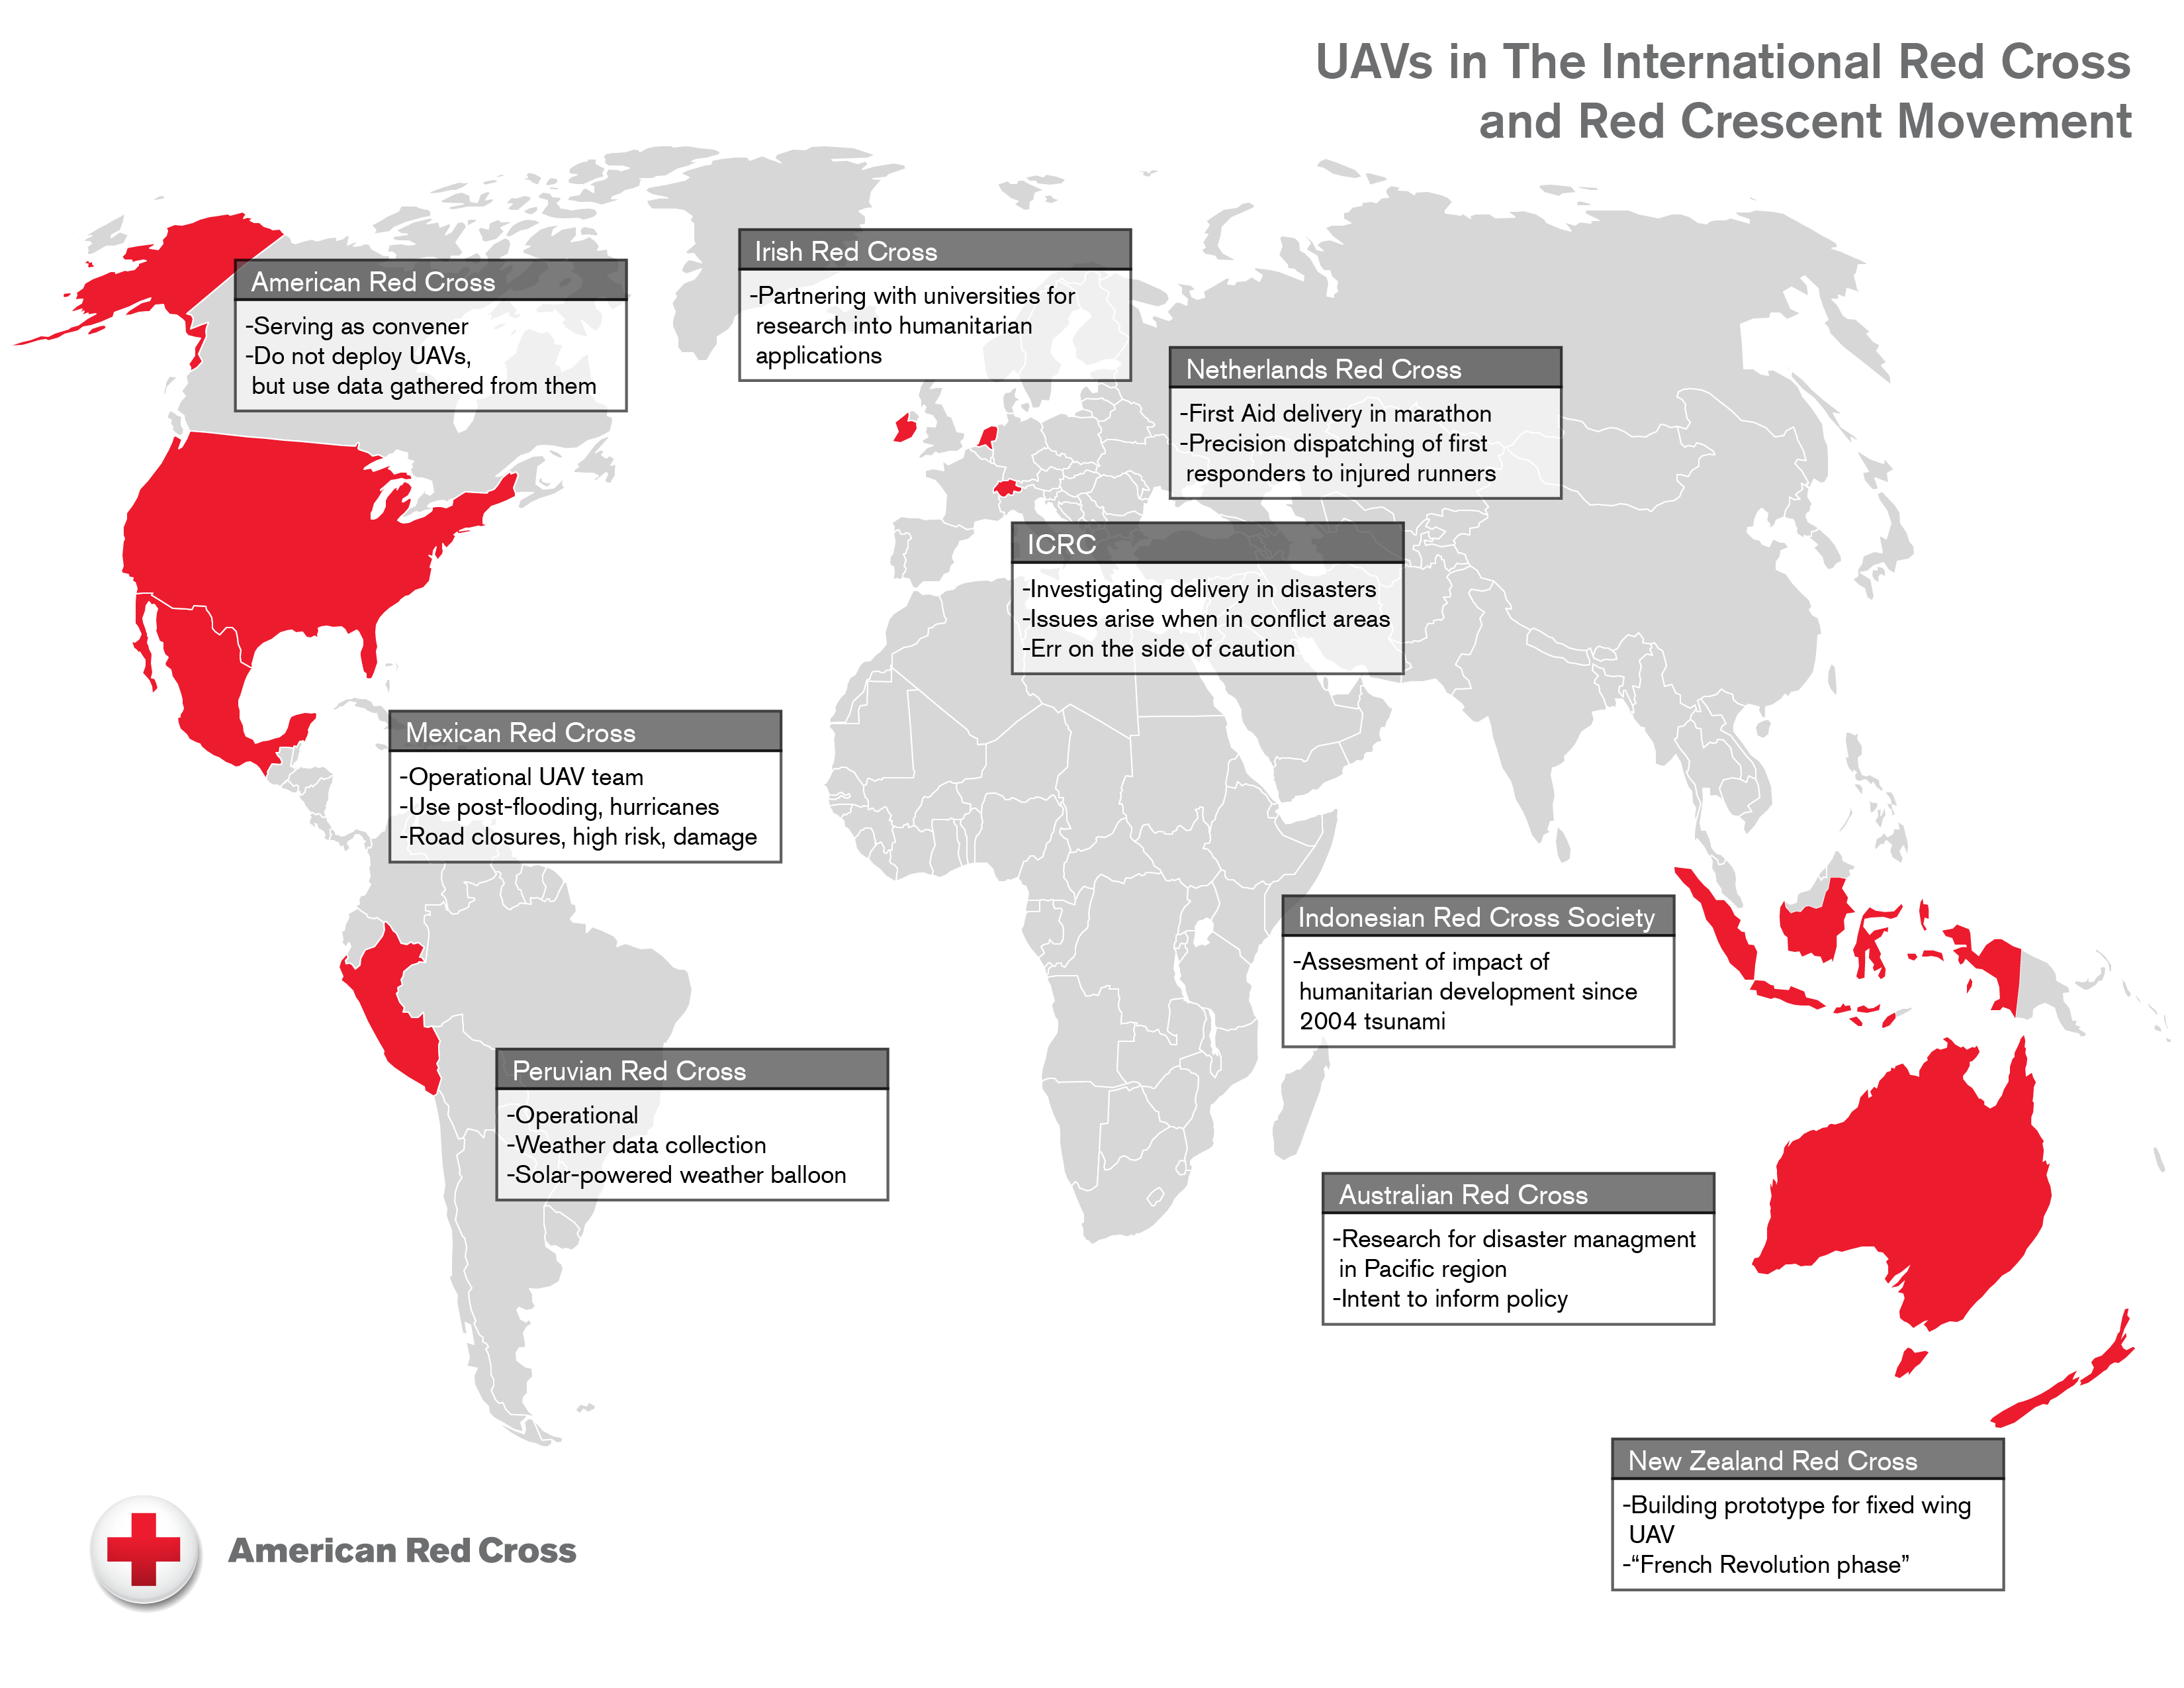 UAVs in The International Red Cross
and Red Crescent Movement
American Red Cross
-Serving as convener
-Do not deploy UAVs,
but use data gathered from them
Irish Red Cross
-Partnering with universities for
research into humanitarian
applications
Netherlands Red Cross
-First Aid delivery in marathon
-Precision dispatching of first
responders to injured runners
ICRC
-Investigating delivery in disasters
-Issues arise when in conflict areas
-Err on the side of caution
Mexican Red Cross
-Operational UAV team
-Use post-flooding, hurricanes
-Road closures, high risk, damage
Indonesian Red Cross Society
-Assesment of impact of
humanitarian development since
2004 tsunami
Peruvian Red Cross
-Operational
-Weather data collection
-Solar-powered weather balloon
Australian Red Cross
-Research for disaster managment
in Pacific region
-Intent to inform policy
New Zealand Red Cross
-Building prototype for fixed wing
UAV
-“French Revolution phase”
American Red Cross